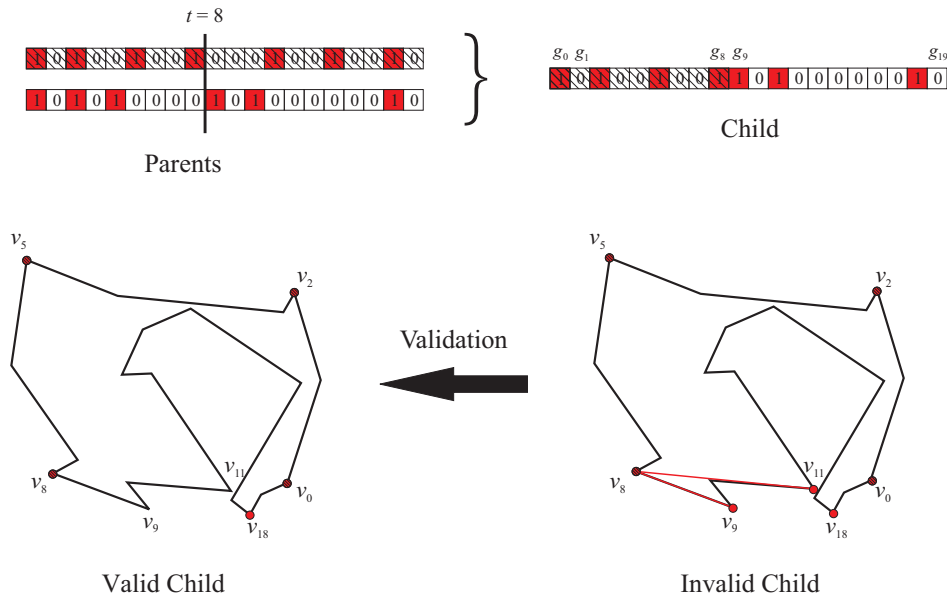 t = 8
1 0 1 0 0 1 0 0 1 0 0 0 1 0 0 1 0 0 1 0
1 0 1 0 1 0 0 0 0 1 0 1 0 0 0 0 0 0 1 0
Parents
g0 g1 g8 g9 g19
1 0 1 0 0 1 0 0 1 1 0 1 0 0 0 0 0 0 1 0
Child
v5
v2
v11
v8
v0
v9
v18
Valid Child
Validation
v5
v2
v11
v8
v0
v9
v18
Invalid Child